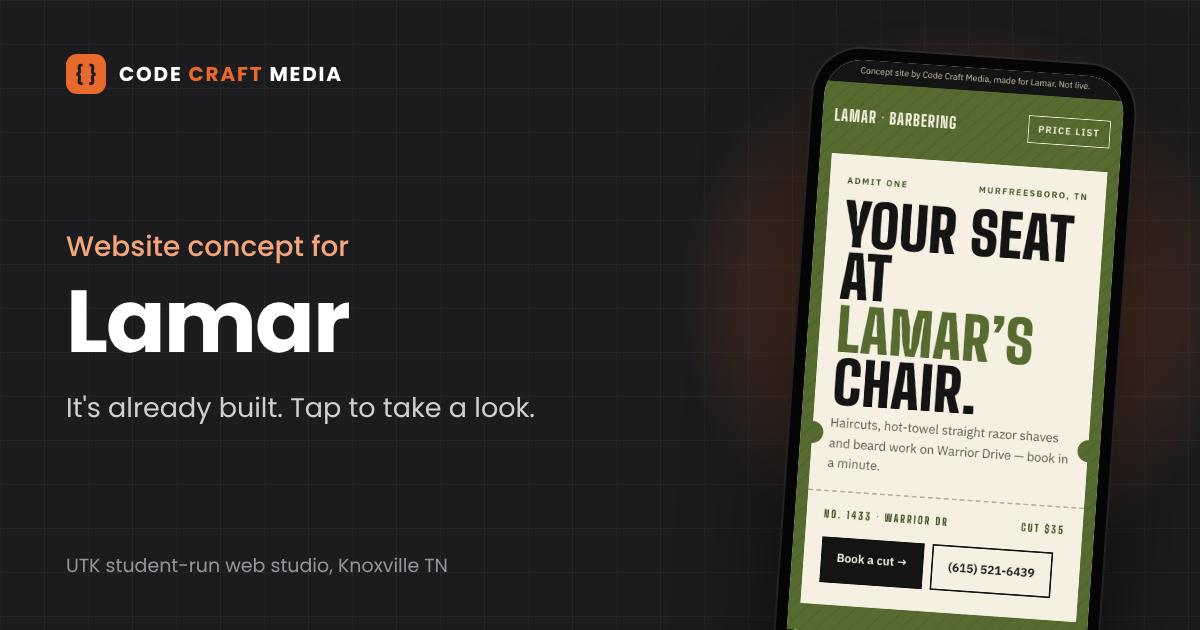 { } CODE CRAFT MEDIA
Website concept for
Lamar
It's already built. Tap to take a look.
UTK student-run web studio, Knoxville TN
Concept site by Code Craft Media, made for Lamar. Not live.
LAMAR · BARBERING
PRICE LIST
ADMIT ONE
MURFREESBORO, TN
YOUR SEAT
AT
LAMAR’S
CHAIR.
Haircuts, hot-towel straight razor shaves
and beard work on Warrior Drive — book in
a minute.
NO. 1433 · WARRIOR DR
CUT $35
Book a cut →
(615) 521-6439